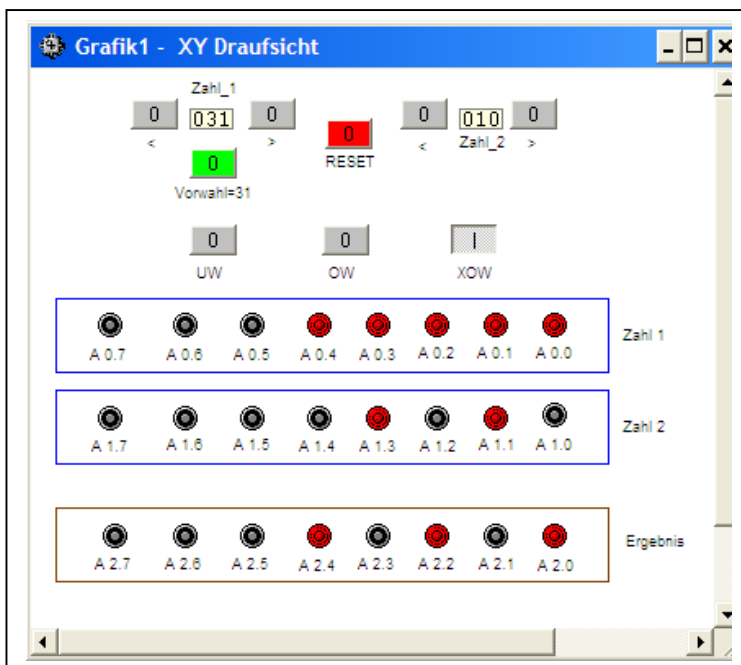 Grafik1 - XY Draufsicht
Zahl_1
0 031 0 0 0 010 0
< > RESET < Zahl_2 >
0
Vorwahl=31
0 0 I
UW OW XOW
Zahl 1
A 0.7 A 0.6 A 0.5 A 0.4 A 0.3 A 0.2 A 0.1 A 0.0
Zahl 2
A 1.7 A 1.6 A 1.5 A 1.4 A 1.3 A 1.2 A 1.1 A 1.0
Ergebnis
A 2.7 A 2.6 A 2.5 A 2.4 A 2.3 A 2.2 A 2.1 A 2.0